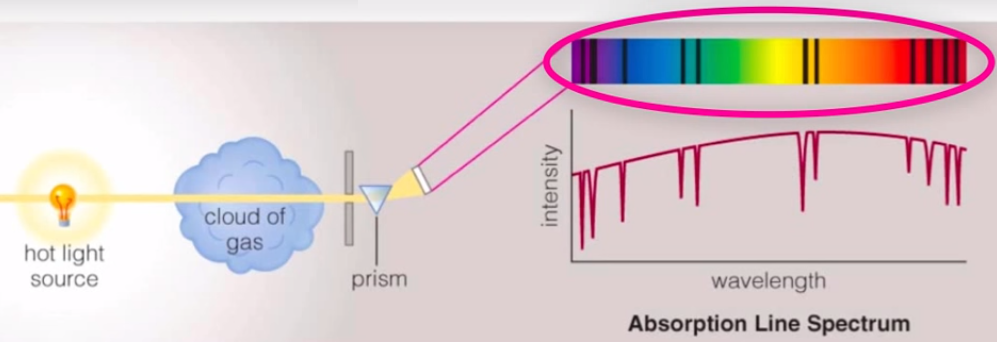 hot light
source
cloud of
gas
prism
intensity
wavelength
Absorption Line Spectrum